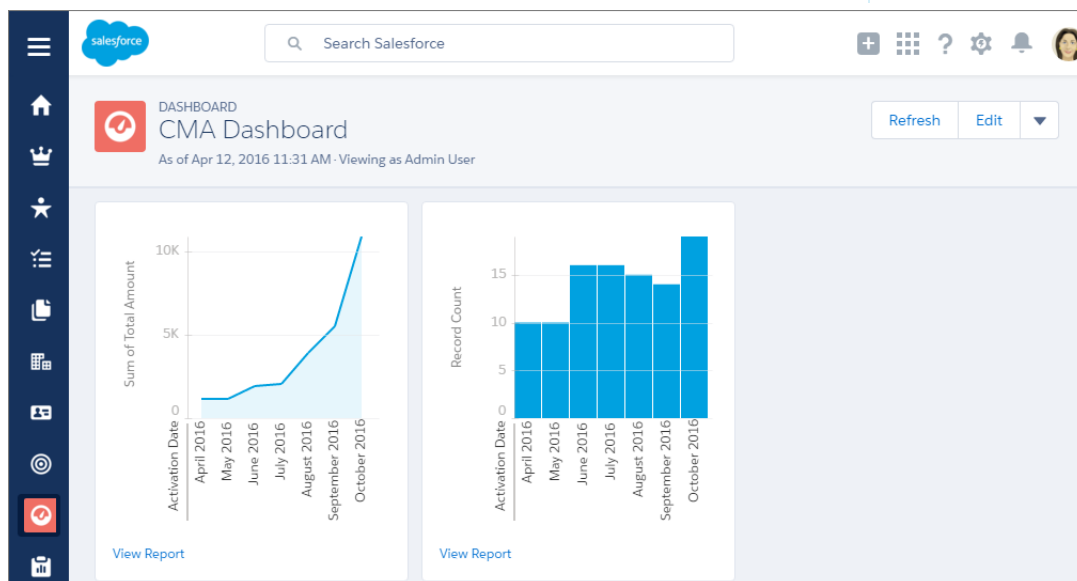 salesforce
Search Salesforce
DASHBOARD
CMA Dashboard
As of Apr 12, 2016 11:31 AM·Viewing as Admin User
Refresh
Edit
Sum of Total Amount
10K
5K
0
Activation Date
April 2016
May 2016
June 2016
July 2016
August 2016
September 2016
October 2016
View Report
Record Count
15
10
5
0
Activation Date
April 2016
May 2016
June 2016
July 2016
August 2016
September 2016
October 2016
View Report